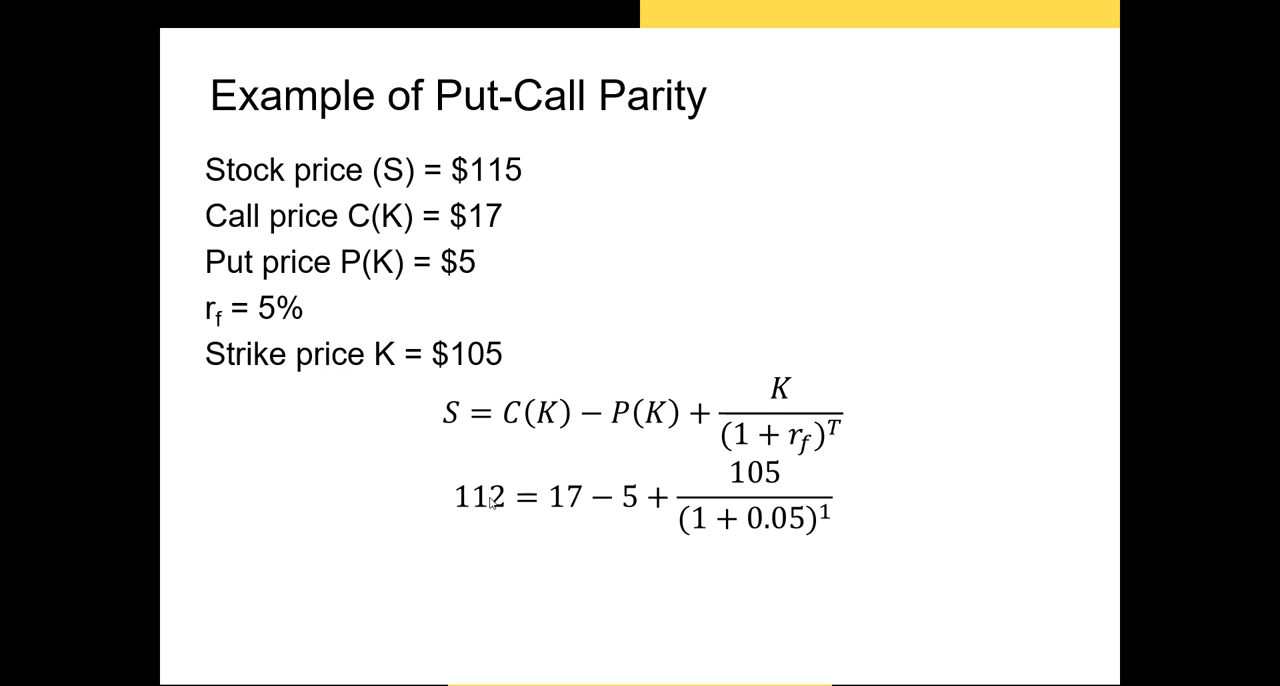 Example of Put-Call Parity
Stock price (S) = $115
Call price C(K) = $17
Put price P(K) = $5
r_f = 5%
Strike price K = $105
S = C(K) − P(K) + K/(1 + r_f)^T
112 = 17 − 5 + 105/(1 + 0.05)^1